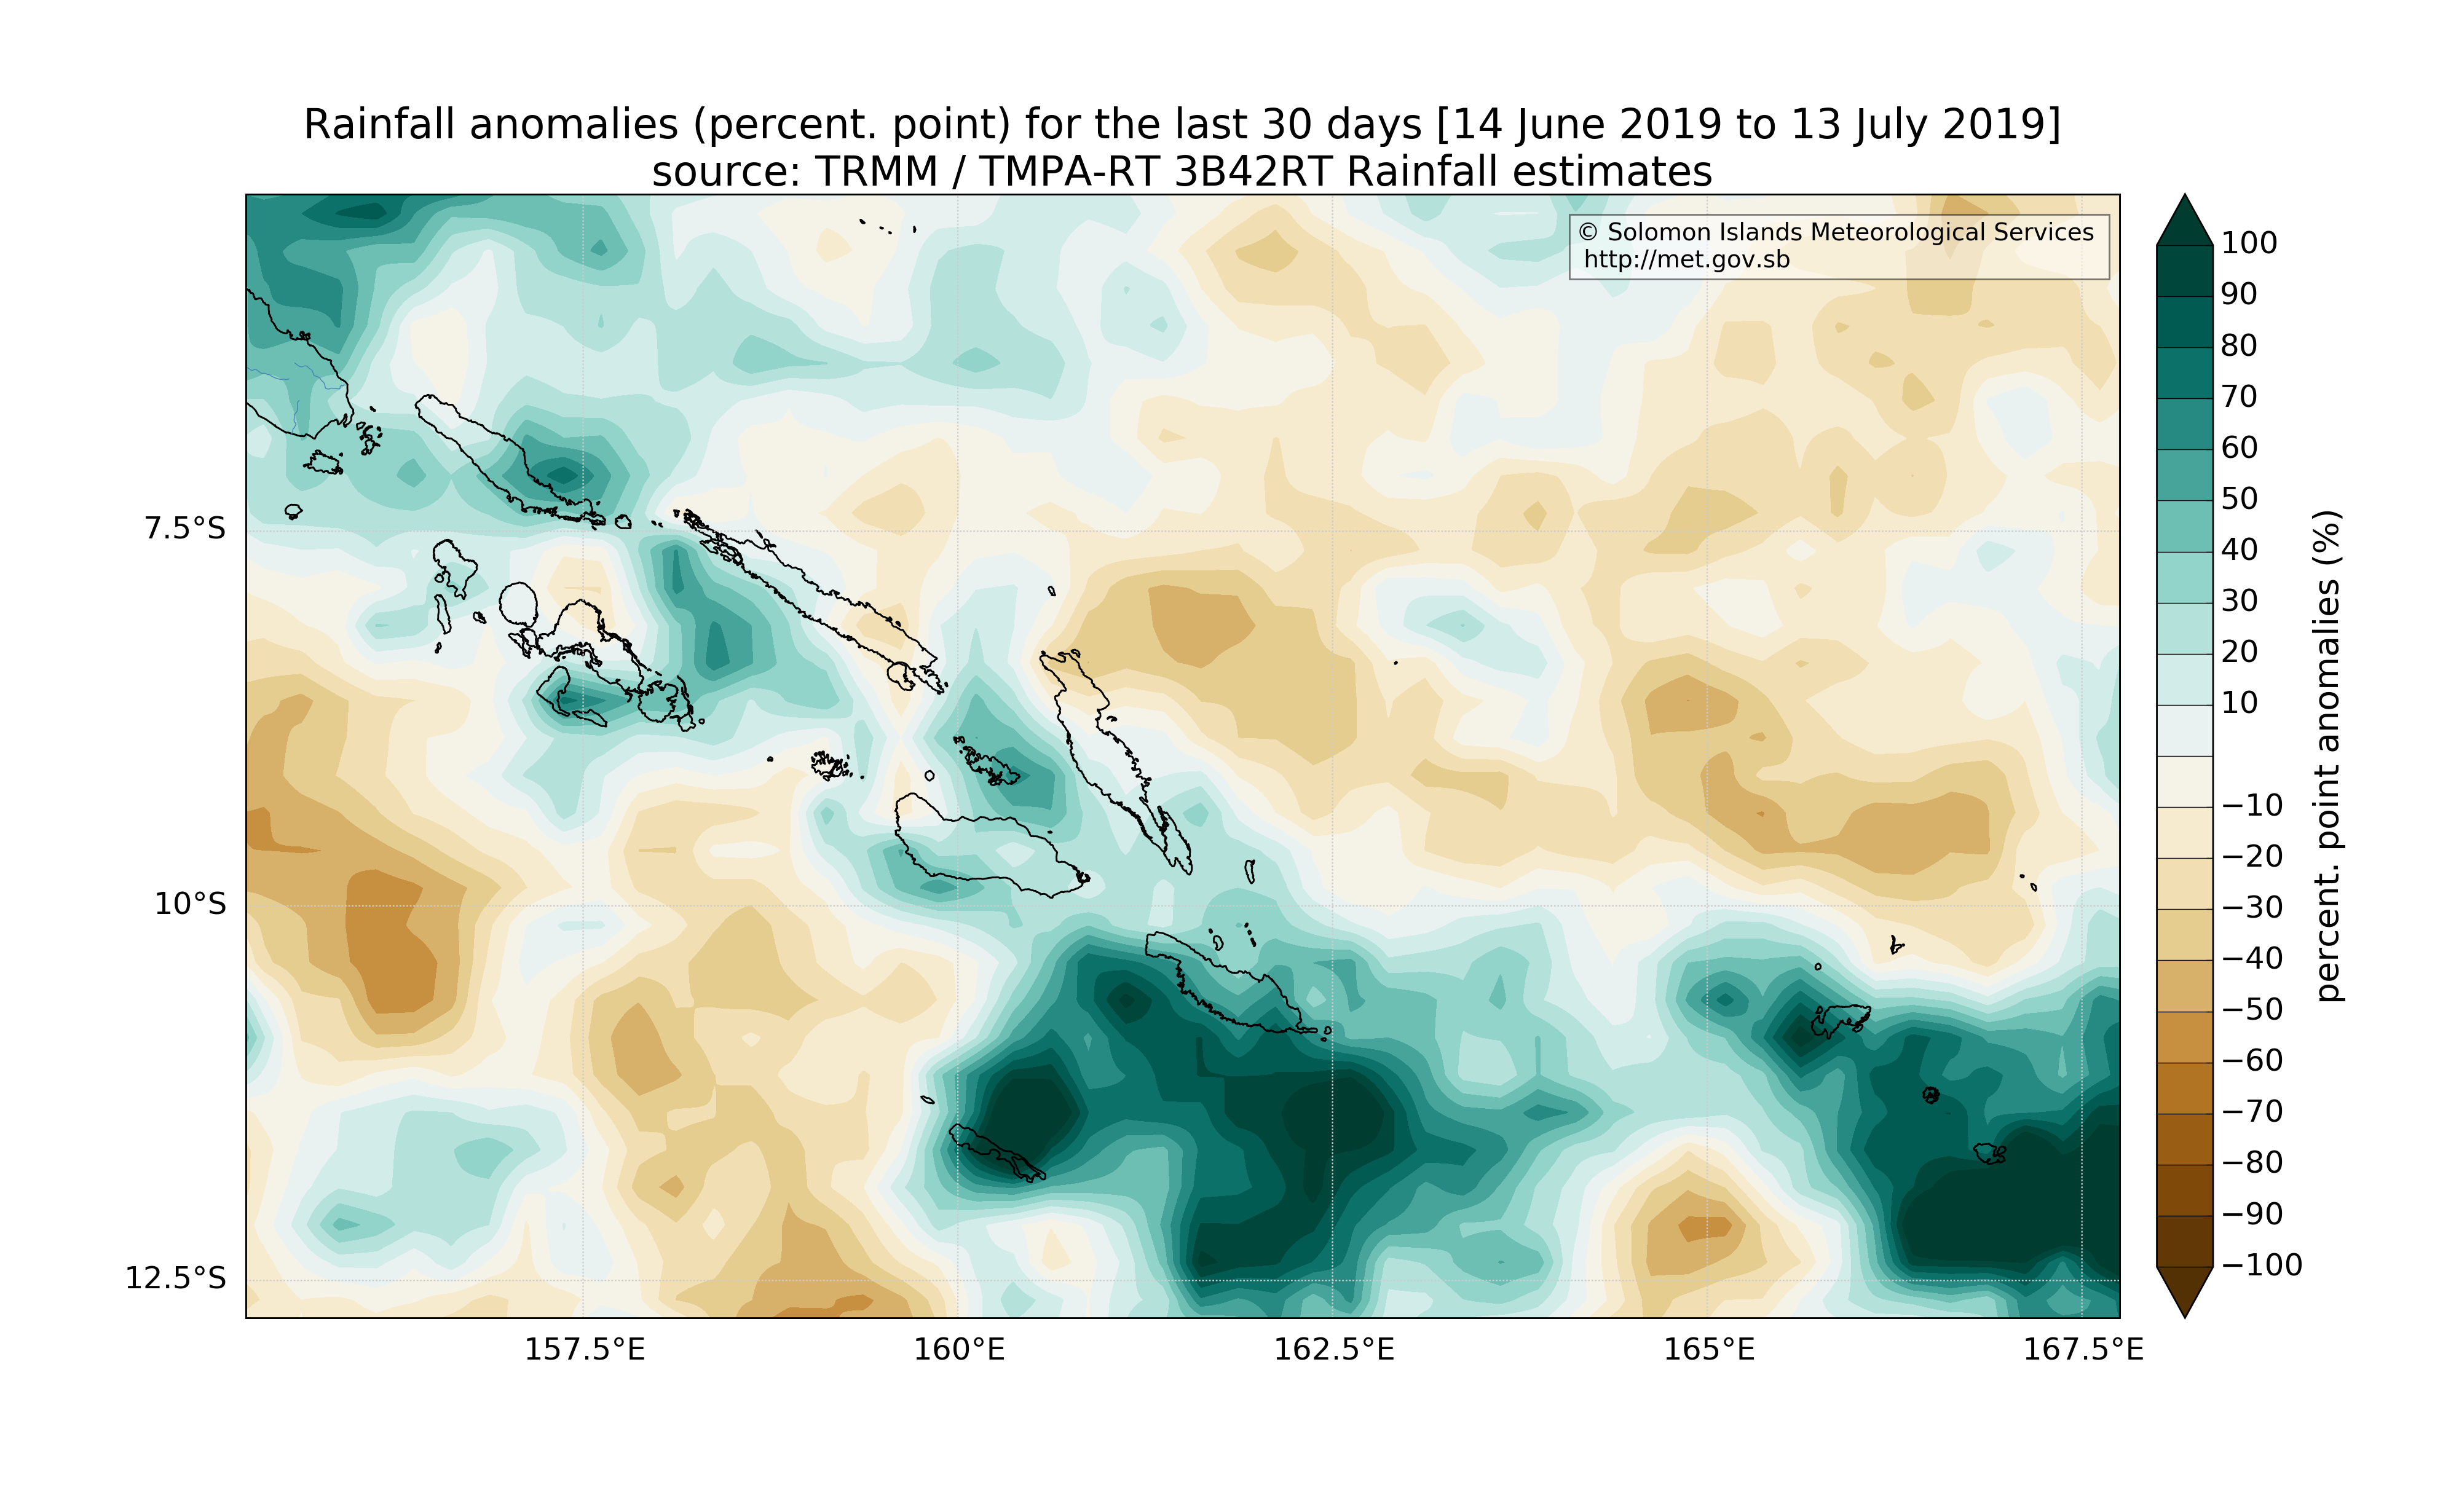 Rainfall anomalies (percent. point) for the last 30 days [14 June 2019 to 13 July 2019]
source: TRMM / TMPA-RT 3B42RT Rainfall estimates
© Solomon Islands Meteorological Services
http://met.gov.sb
7.5°S
10°S
12.5°S
157.5°E
160°E
162.5°E
165°E
167.5°E
100
90
80
70
60
50
40
30
20
10
−10
−20
−30
−40
−50
−60
−70
−80
−90
−100
percent. point anomalies (%)